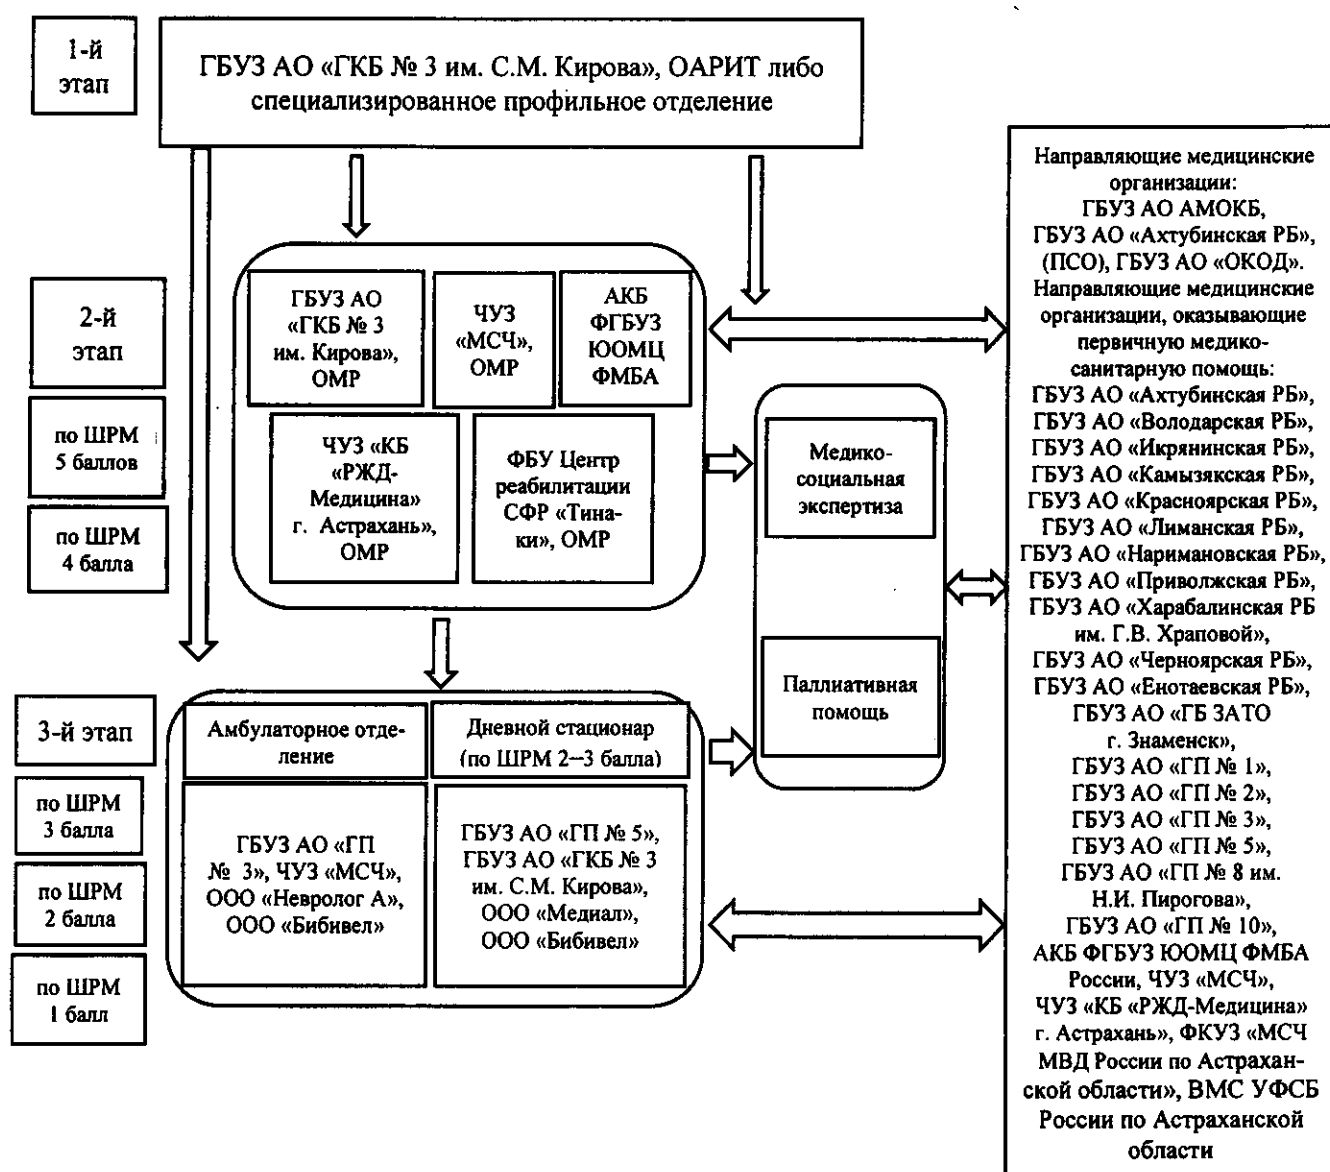 1-й
этап
ГБУЗ АО «ГКБ № 3 им. С.М. Кирова», ОАРИТ либо
специализированное профильное отделение
2-й
этап
по ШРМ
5 баллов
по ШРМ
4 балла
ГБУЗ АО
«ГКБ № 3
им. Кирова»,
ОМР
ЧУЗ
«МСЧ»,
ОМР
АКБ
ФГБУЗ
ЮОМЦ
ФМБА
ЧУЗ «КБ
«РЖД-
Медицина»
г. Астрахань»,
ОМР
ФБУ Центр
реабилитации
СФР «Тина-
ки», ОМР
Медико-
социальная
экспертиза
Паллиативная
помощь
3-й этап
по ШРМ
3 балла
по ШРМ
2 балла
по ШРМ
1 балл
Амбулаторное отде-
ление
Дневной стационар
(по ШРМ 2–3 балла)
ГБУЗ АО «ГП
№ 3», ЧУЗ «МСЧ»,
ООО «Невролог А»,
ООО «Бибивел»
ГБУЗ АО «ГП № 5»,
ГБУЗ АО «ГКБ № 3
им. С.М. Кирова»,
ООО «Медиал»,
ООО «Бибивел»
Направляющие медицинские
организации:
ГБУЗ АО АМОКБ,
ГБУЗ АО «Ахтубинская РБ»,
(ПСО), ГБУЗ АО «ОКОД».
Направляющие медицинские
организации, оказывающие
первичную медико-
санитарную помощь:
ГБУЗ АО «Ахтубинская РБ»,
ГБУЗ АО «Володарская РБ»,
ГБУЗ АО «Икрянинская РБ»,
ГБУЗ АО «Камызякская РБ»,
ГБУЗ АО «Красноярская РБ»,
ГБУЗ АО «Лиманская РБ»,
ГБУЗ АО «Наримановская РБ»,
ГБУЗ АО «Приволжская РБ»,
ГБУЗ АО «Харабалинская РБ
им. Г.В. Храповой»,
ГБУЗ АО «Черноярская РБ»,
ГБУЗ АО «Енотаевская РБ»,
ГБУЗ АО «ГБ ЗАТО
г. Знаменск»,
ГБУЗ АО «ГП № 1»,
ГБУЗ АО «ГП № 2»,
ГБУЗ АО «ГП № 3»,
ГБУЗ АО «ГП № 5»,
ГБУЗ АО «ГП № 8 им.
Н.И. Пирогова»,
ГБУЗ АО «ГП № 10»,
АКБ ФГБУЗ ЮОМЦ ФМБА
России, ЧУЗ «МСЧ»,
ЧУЗ «КБ «РЖД-Медицина»
г. Астрахань», ФКУЗ «МСЧ
МВД России по Астрахан-
ской области», ВМС УФСБ
России по Астраханской
области